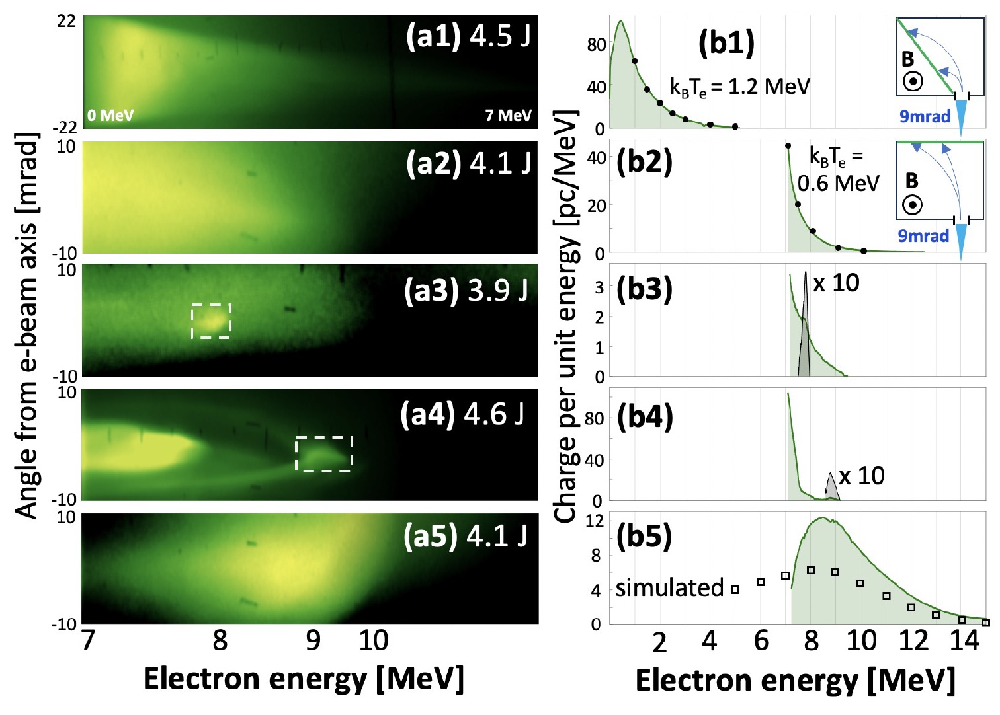 Angle from e-beam axis [mrad]
22
-22
(a1) 4.5 J
0 MeV
7 MeV
10
-10
(a2) 4.1 J
10
-10
(a3) 3.9 J
10
-10
(a4) 4.6 J
10
-10
(a5) 4.1 J
7
8
9
10
Electron energy [MeV]
Charge per unit energy [pc/MeV]
80
40
0
(b1)
kBTe = 1.2 MeV
B
9mrad
40
20
0
(b2)
kBTe =
0.6 MeV
B
9mrad
3
2
1
0
(b3)
x 10
80
40
0
(b4)
x 10
12
8
4
0
(b5)
simulated
2
4
6
8
10
12
14
Electron energy [MeV]